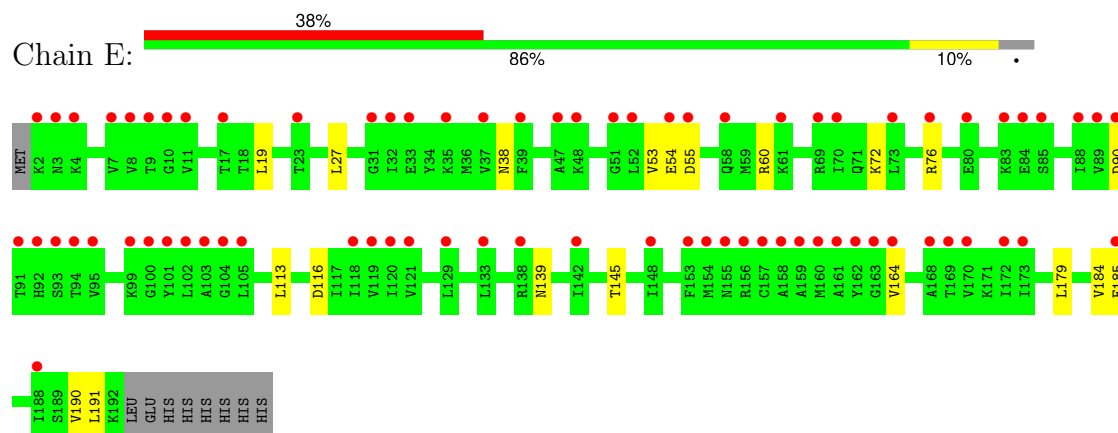 38%
Chain E:
86% 10% •
MET K2 N3 K4 V7 V8 T9 G10 V11 T17 T18 L19 T23 L27 G31 I32 E33 Y34 K35 M36 V37 N38 F39 A47 K48 G51 L52 V53 E54 D55 Q58 M59 R60 K61 R69 I70 Q71 K72 L73 R76 E80 K83 E84 S85 I88 V89 D90
T91 H92 S93 T94 V95 K99 G100 Y101 L102 A103 G104 L105 L113 D116 I117 I118 V119 I120 V121 L129 L133 R138 N139 I142 T145 I148 F153 M154 N155 R156 C157 A158 A159 M160 A161 Y162 G163 V164 A168 T169 V170 K171 I172 I173 L179 V184 E185
I188 S189 V190 L191 K192 LEU GLU HIS HIS HIS HIS HIS HIS